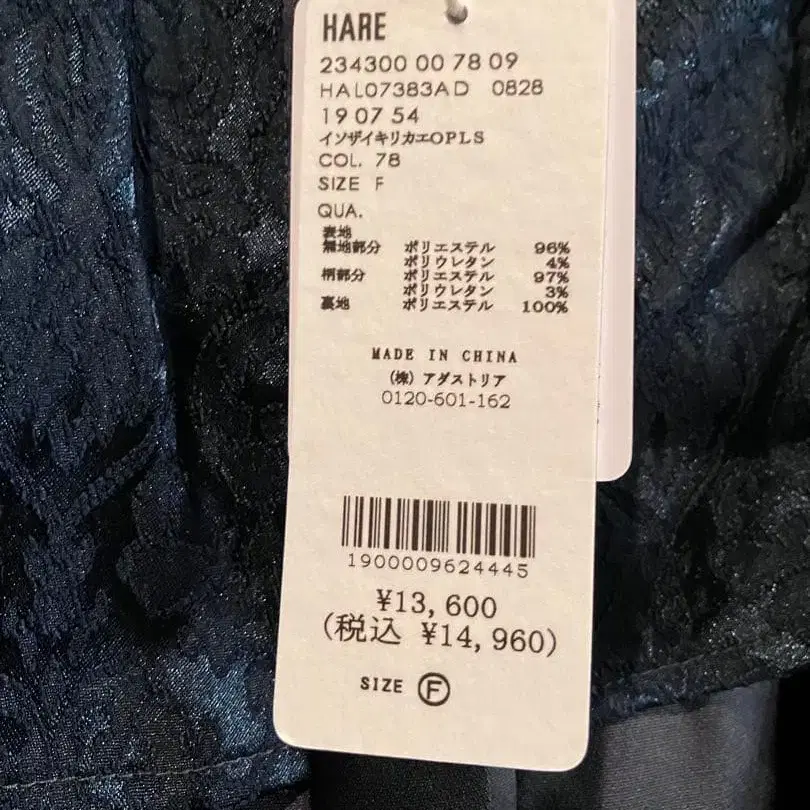 HARE
234300 00 78 09
HAL07383AD 0828
19 07 54
イソザイキリカエOPLS
COL. 78
SIZE F
QUA.
表地
無地部分 ポリエステル 96%
ポリウレタン 4%
柄部分 ポリエステル 97%
ポリウレタン 3%
裏地 ポリエステル 100%
MADE IN CHINA
(株) アダストリア
0120-601-162
1900009624445
¥13,600
(税込 ¥14,960)
SIZE F